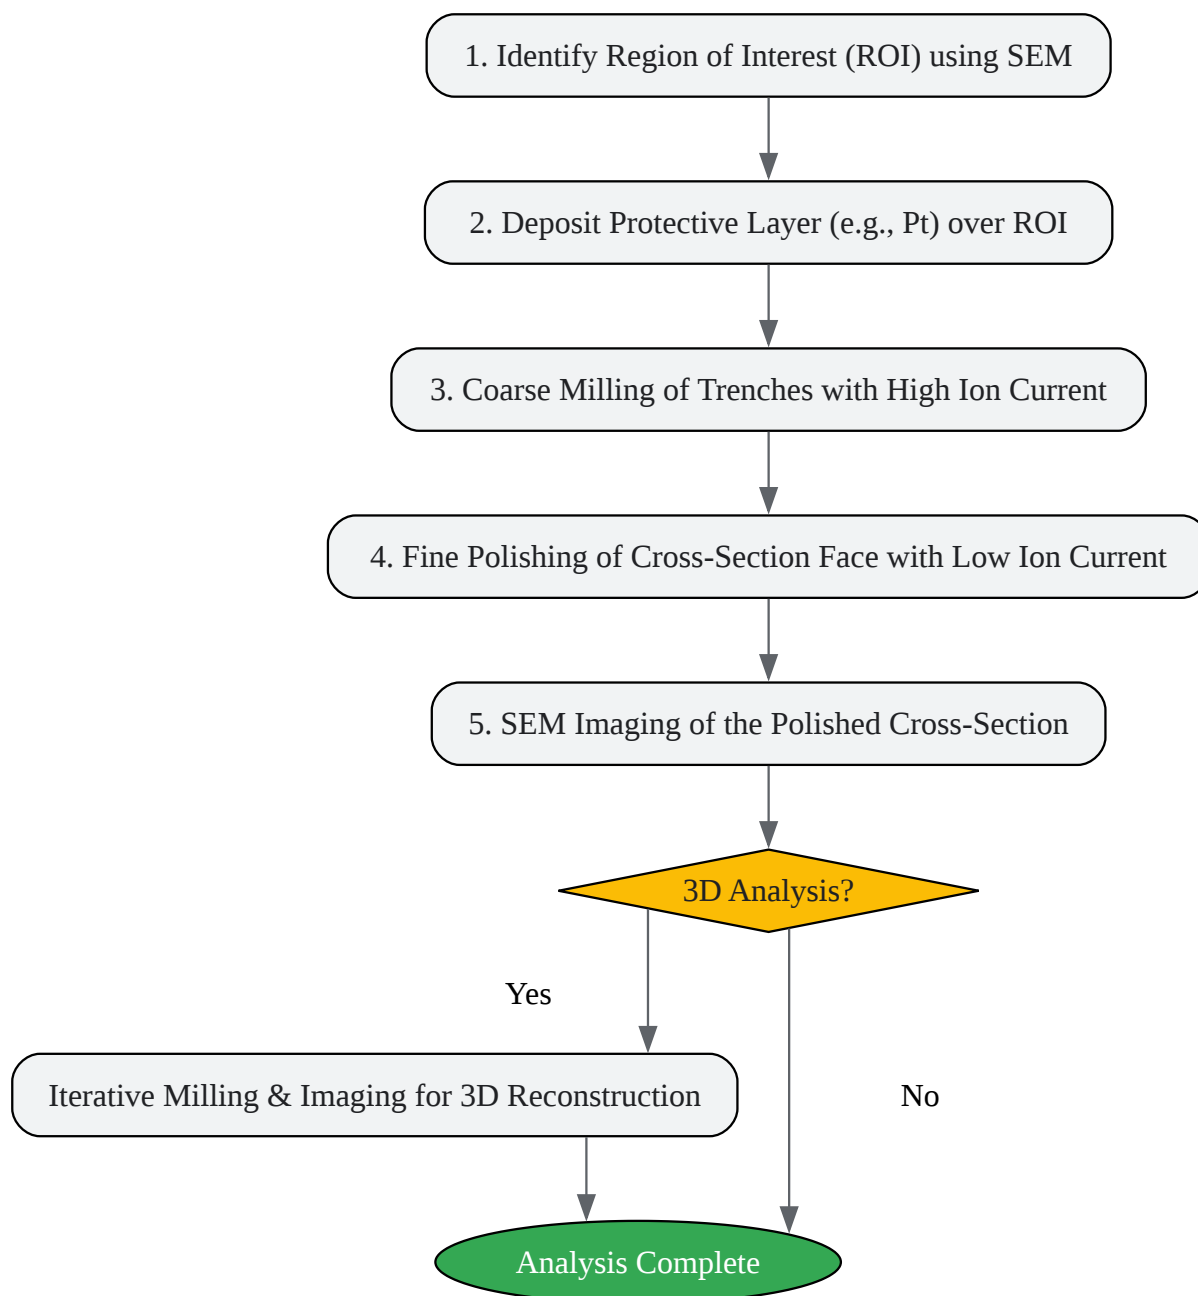 1. Identify Region of Interest (ROI) using SEM
2. Deposit Protective Layer (e.g., Pt) over ROI
3. Coarse Milling of Trenches with High Ion Current
4. Fine Polishing of Cross-Section Face with Low Ion Current
5. SEM Imaging of the Polished Cross-Section
3D Analysis?
Yes
Iterative Milling & Imaging for 3D Reconstruction
No
Analysis Complete